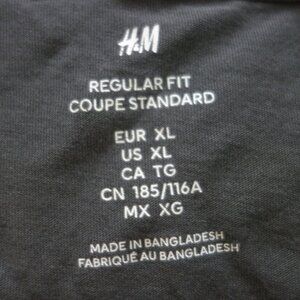 H&M
REGULAR FIT
COUPE STANDARD
EUR XL
US XL
CA TG
CN 185/116A
MX XG
MADE IN BANGLADESH
FABRIQUÉ AU BANGLADESH